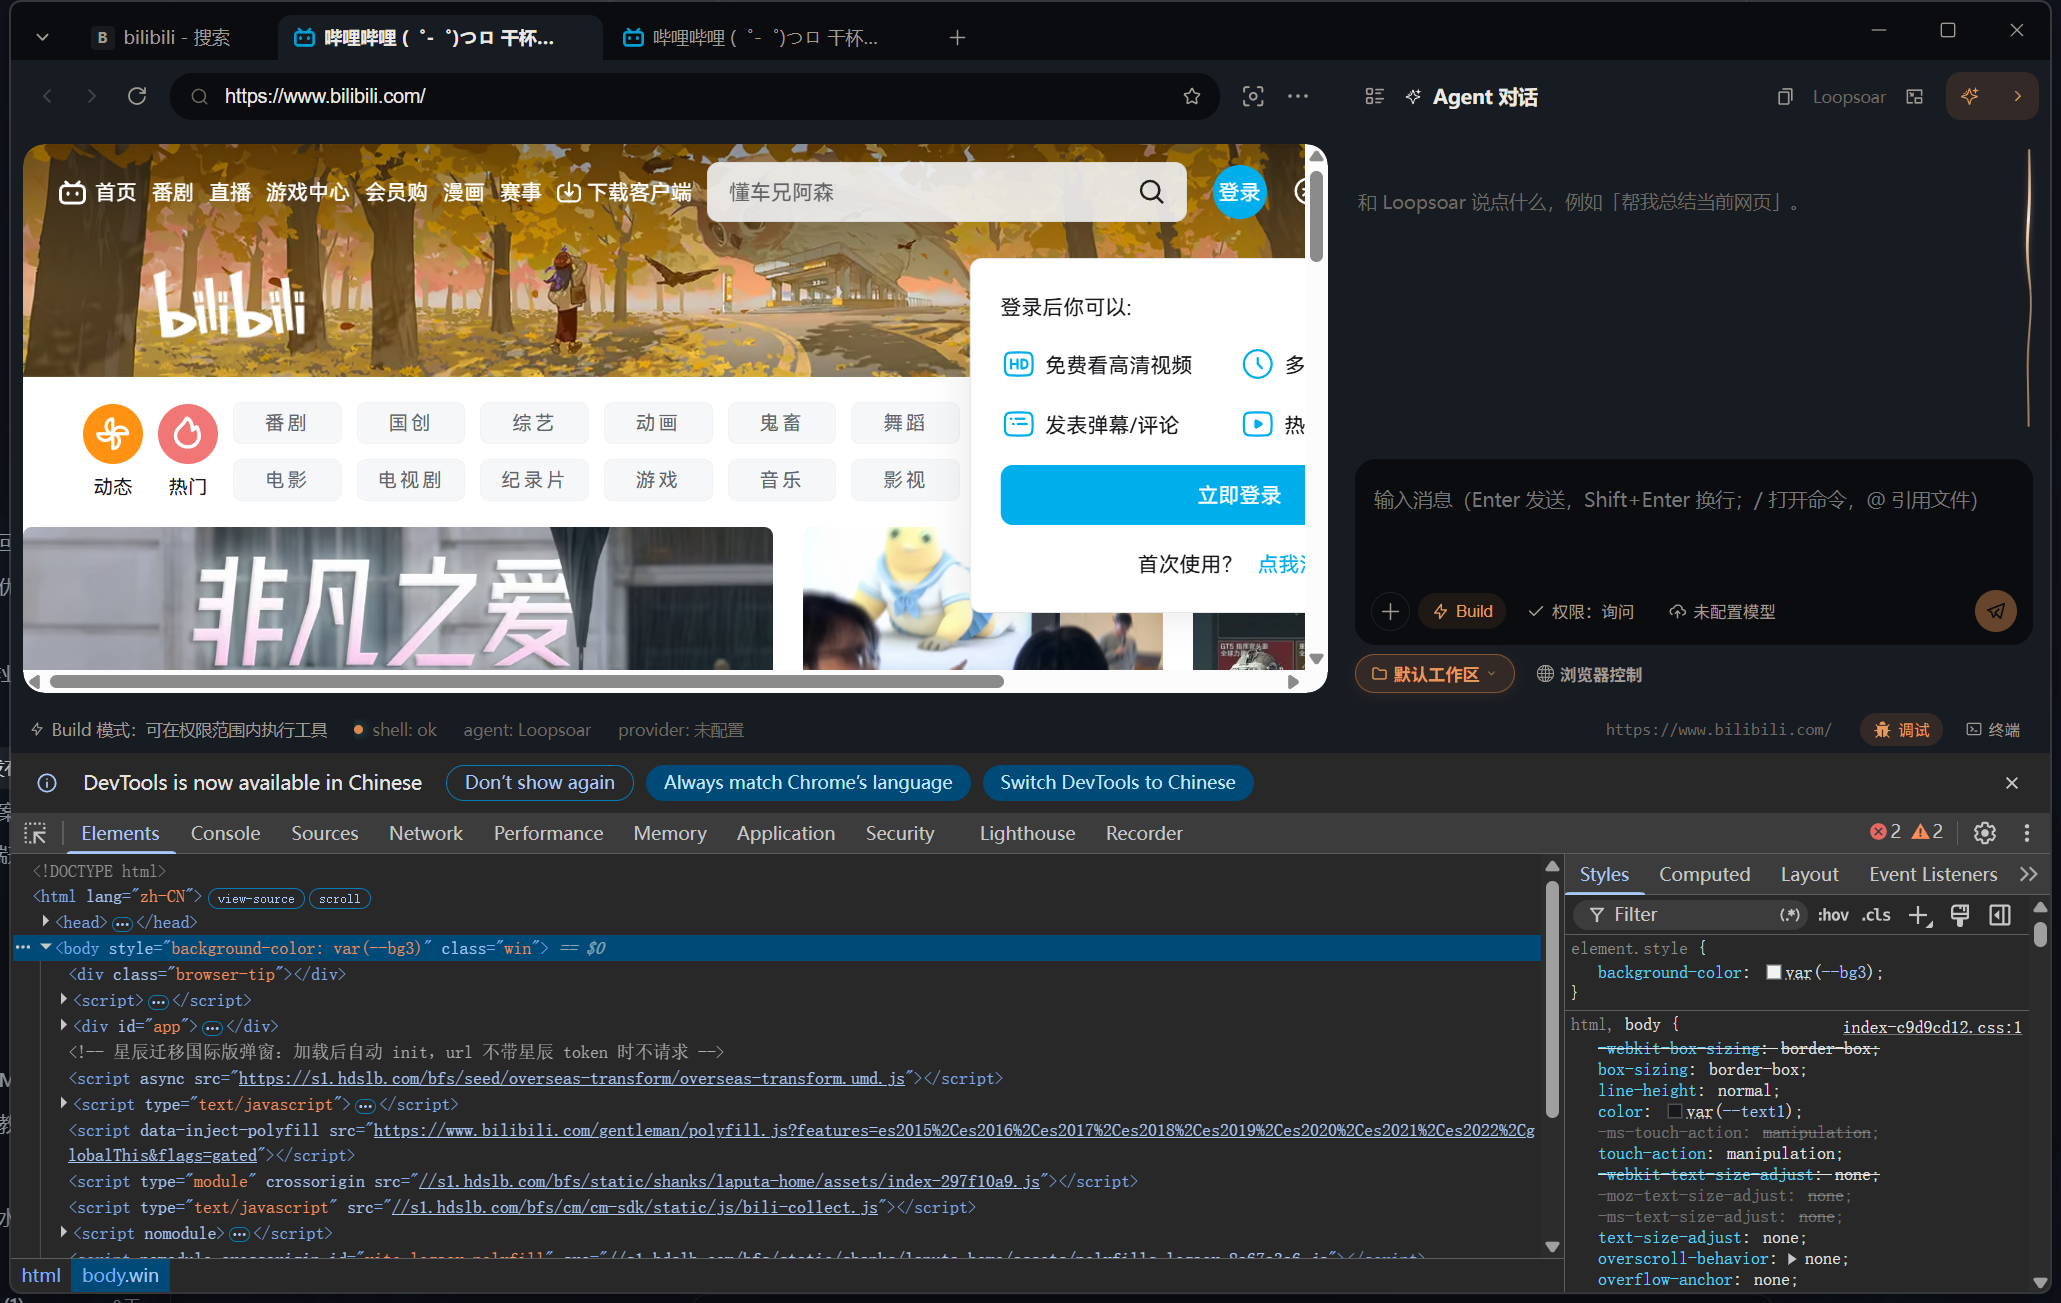 bilibili - 搜索
哔哩哔哩 (゜-゜)つロ 干杯...
哔哩哔哩 (゜-゜)つロ 干杯...
https://www.bilibili.com/
Agent 对话
Loopsoar
首页 番剧 直播 游戏中心 会员购 漫画 赛事 下载客户端
懂车兄阿森
登录
bilibili
登录后你可以:
HD 免费看高清视频
多
发表弹幕/评论
热
立即登录
首次使用?
点我
动态
热门
番剧 国创 综艺 动画 鬼畜 舞蹈
电影 电视剧 纪录片 游戏 音乐 影视
非凡之爱
和 Loopsoar 说点什么，例如「帮我总结当前网页」。
输入消息（Enter 发送，Shift+Enter 换行；/ 打开命令，@ 引用文件）
Build
权限：询问
未配置模型
默认工作区
浏览器控制
Build 模式：可在权限范围内执行工具
shell: ok
agent: Loopsoar
provider: 未配置
https://www.bilibili.com/
调试
终端
DevTools is now available in Chinese
Don't show again
Always match Chrome's language
Switch DevTools to Chinese
Elements Console Sources Network Performance Memory Application Security Lighthouse Recorder
2 2
<!DOCTYPE html>
<html lang="zh-CN"> view-source scroll
<head> ... </head>
<body style="background-color: var(--bg3)" class="win"> == $0
<div class="browser-tip"></div>
<script> ... </script>
<div id="app"> ... </div>
<!-- 星辰迁移国际版弹窗：加载后自动 init，url 不带星辰 token 时不请求 -->
<script async src="https://s1.hdslb.com/bfs/seed/overseas-transform/overseas-transform.umd.js"></script>
<script type="text/javascript"> ... </script>
<script data-inject-polyfill src="https://www.bilibili.com/gentleman/polyfill.js?features=es2015%2Ces2016%2Ces2017%2Ces2018%2Ces2019%2Ces2020%2Ces2021%2Ces2022%2Cg
lobalThis&flags=gated"></script>
<script type="module" crossorigin src="//s1.hdslb.com/bfs/static/shanks/laputa-home/assets/index-297f10a9.js"></script>
<script type="text/javascript" src="//s1.hdslb.com/bfs/cm/cm-sdk/static/js/bili-collect.js"></script>
<script nomodule> ... </script>
html body.win
Styles Computed Layout Event Listeners
Filter
:hov .cls
element.style {
background-color: var(--bg3);
}
html, body {
index-c9d9cd12.css:1
-webkit-box-sizing: border-box;
box-sizing: border-box;
line-height: normal;
color: var(--text1);
-ms-touch-action: manipulation;
touch-action: manipulation;
-webkit-text-size-adjust: none;
-moz-text-size-adjust: none;
-ms-text-size-adjust: none;
text-size-adjust: none;
overscroll-behavior: none;
overflow-anchor: none;